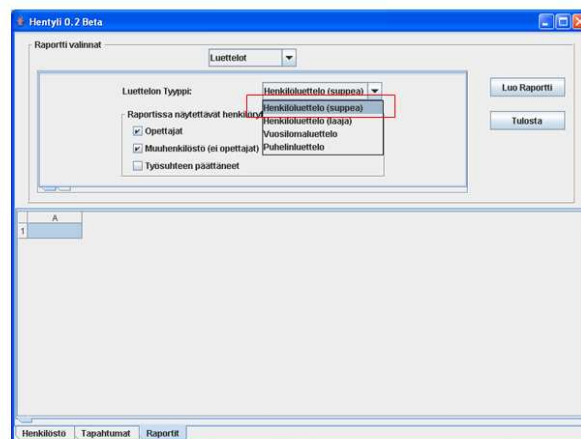 Hentyli 0.2 Beta
Raportti valinnat
Luettelot
Luettelon Tyyppi:
Henkilöluettelo (suppea)
Luo Raportti
Henkilöluettelo (suppea)
Raportissa näytettävät henkilöryt
Henkilöluettelo (laaja)
Opettajat
Vuosilomaluettelo
Tulosta
Muuhenkilöstö (ei opettajat)
Puhelinluettelo
Työsuhteen päättäneet
A
1
Henkilöstö
Tapahtumat
Raportit